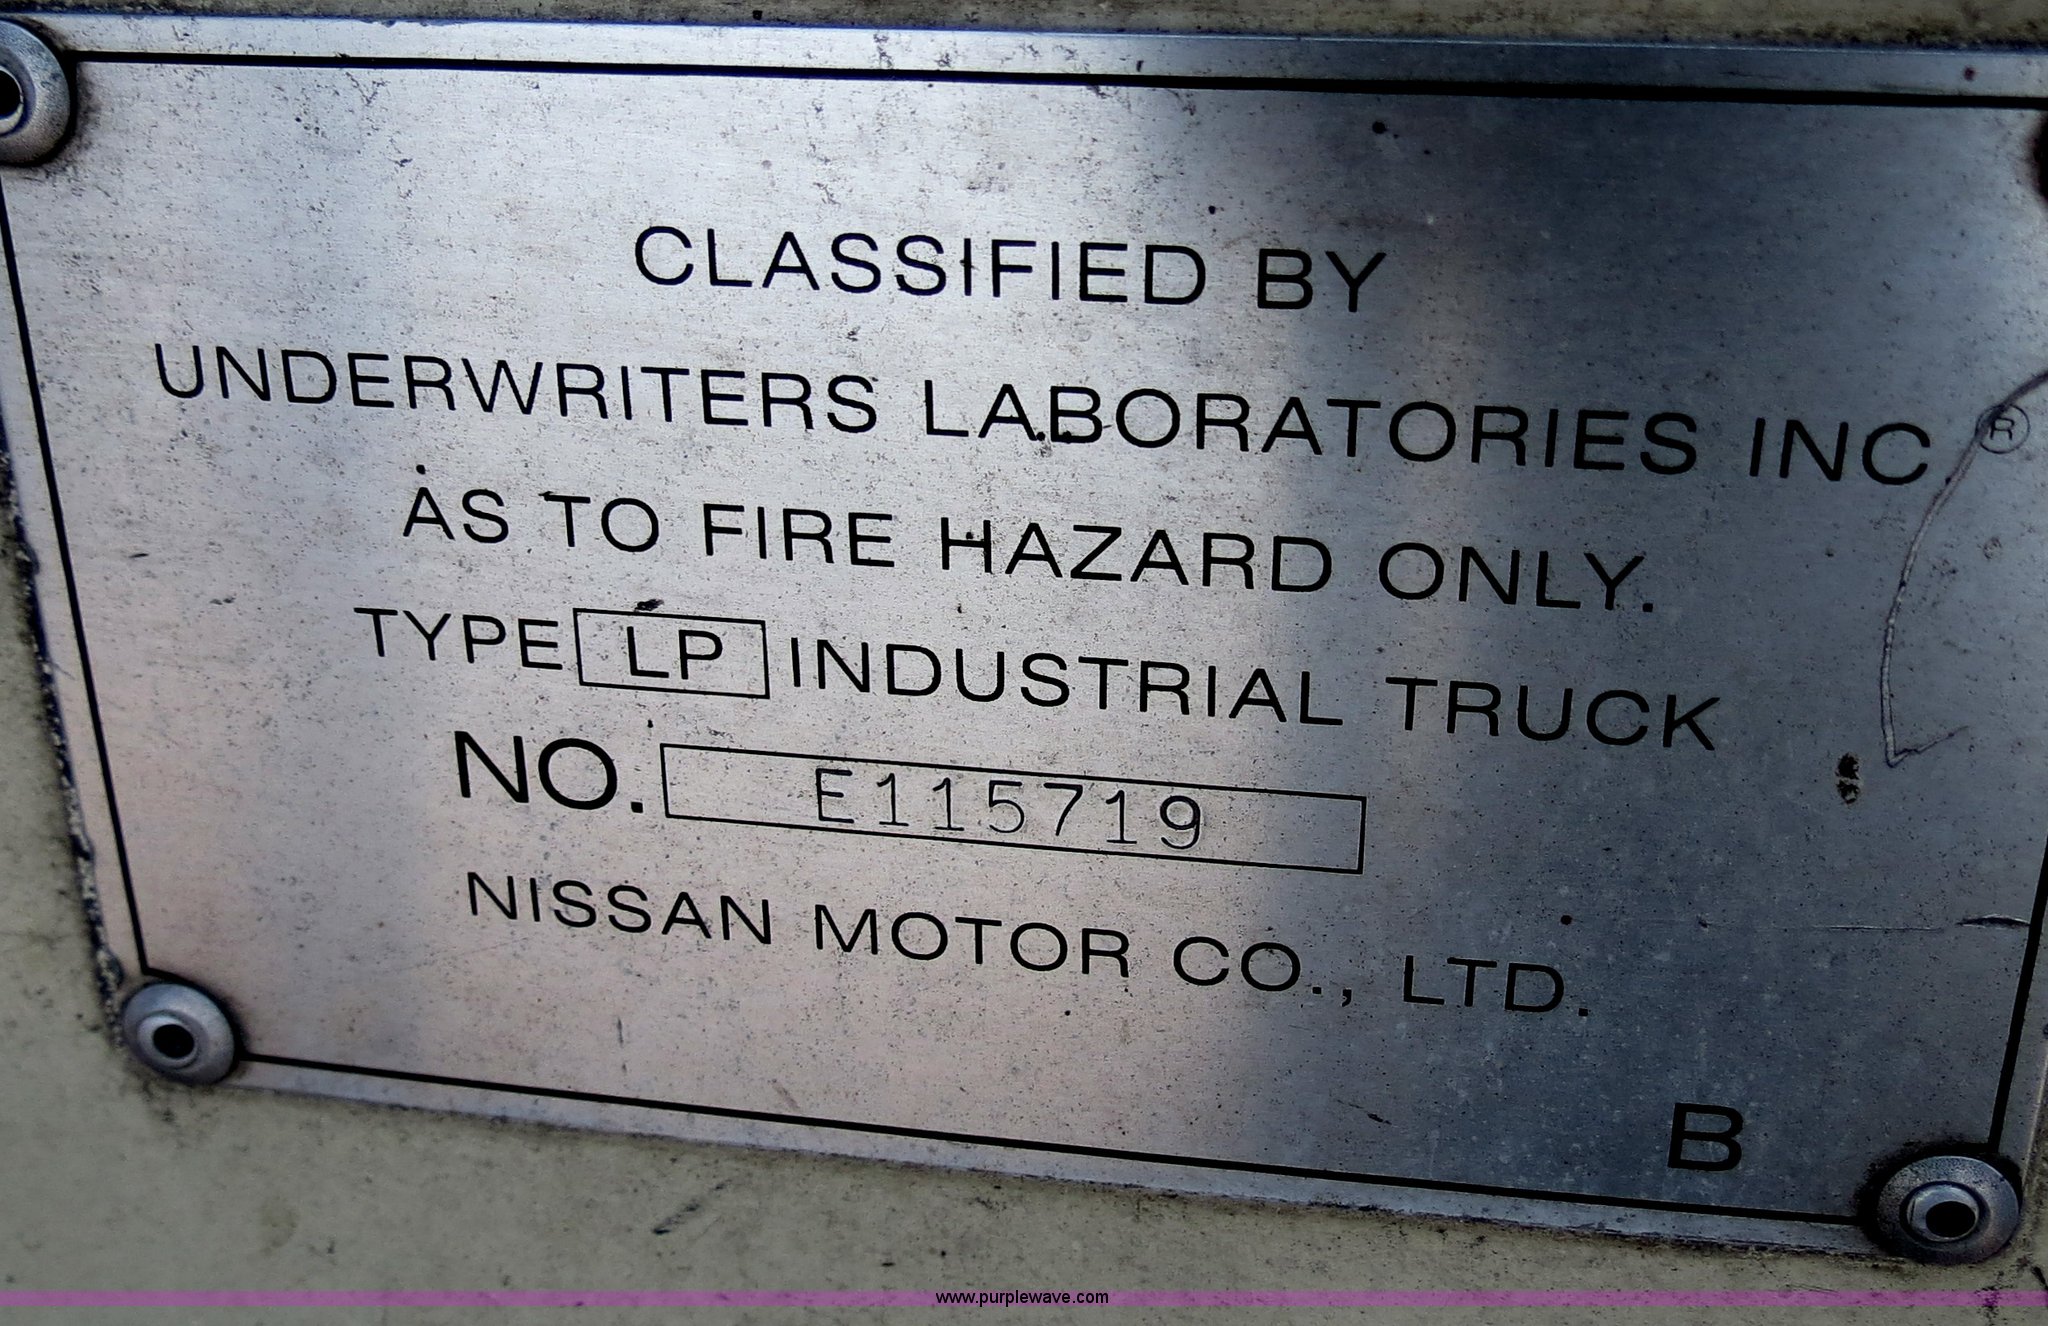 CLASSIFIED BY
UNDERWRITERS LABORATORIES INC.®
AS TO FIRE HAZARD ONLY.
TYPE LP INDUSTRIAL TRUCK
NO. E115719
NISSAN MOTOR CO., LTD.
B
www.purplewave.com